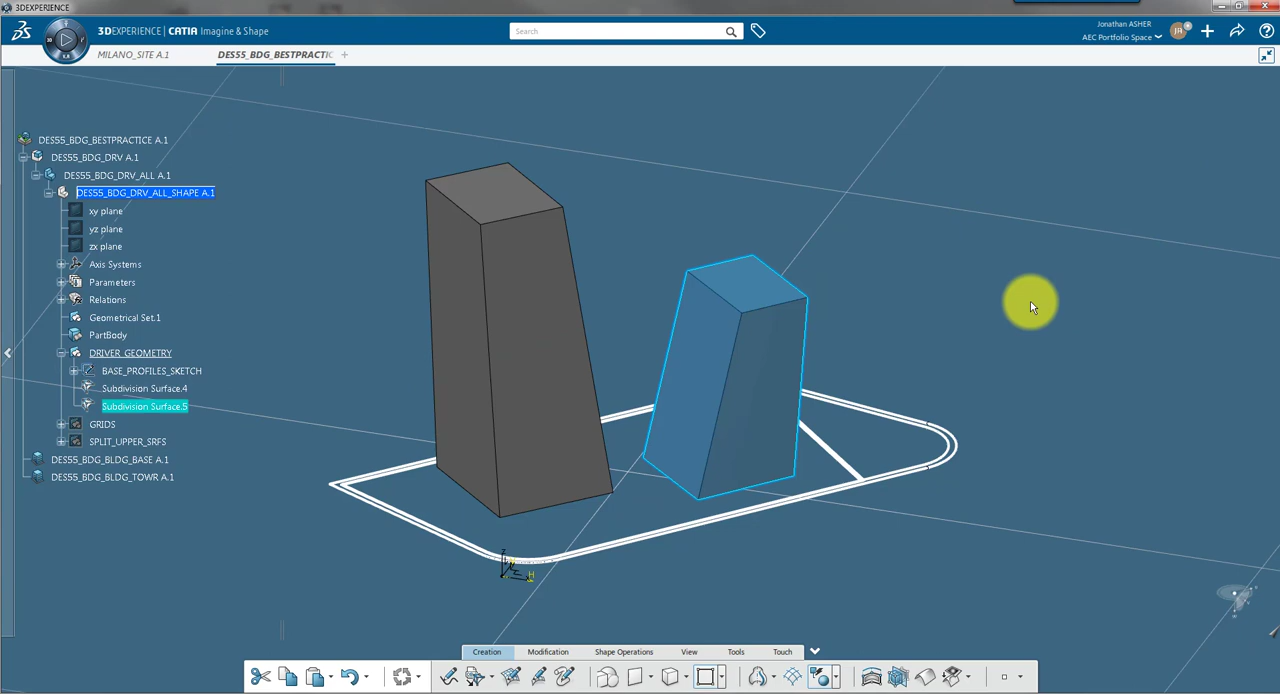 3DEXPERIENCE
3DEXPERIENCE | CATIA Imagine & Shape
Search
Jonathan ASHER
AEC Portfolio Space
JA
MILANO_SITE A.1
DES55_BDG_BESTPRACTIC
DES55_BDG_BESTPRACTICE A.1
DES55_BDG_DRV A.1
DES55_BDG_DRV_ALL A.1
DES55_BDG_DRV_ALL_SHAPE A.1
xy plane
yz plane
zx plane
Axis Systems
Parameters
Relations
Geometrical Set.1
PartBody
DRIVER_GEOMETRY
BASE_PROFILES_SKETCH
Subdivision Surface.4
Subdivision Surface.5
GRIDS
SPLIT_UPPER_SRFS
DES55_BDG_BLDG_BASE A.1
DES55_BDG_BLDG_TOWR A.1
Z
H
Creation Modification Shape Operations View Tools Touch